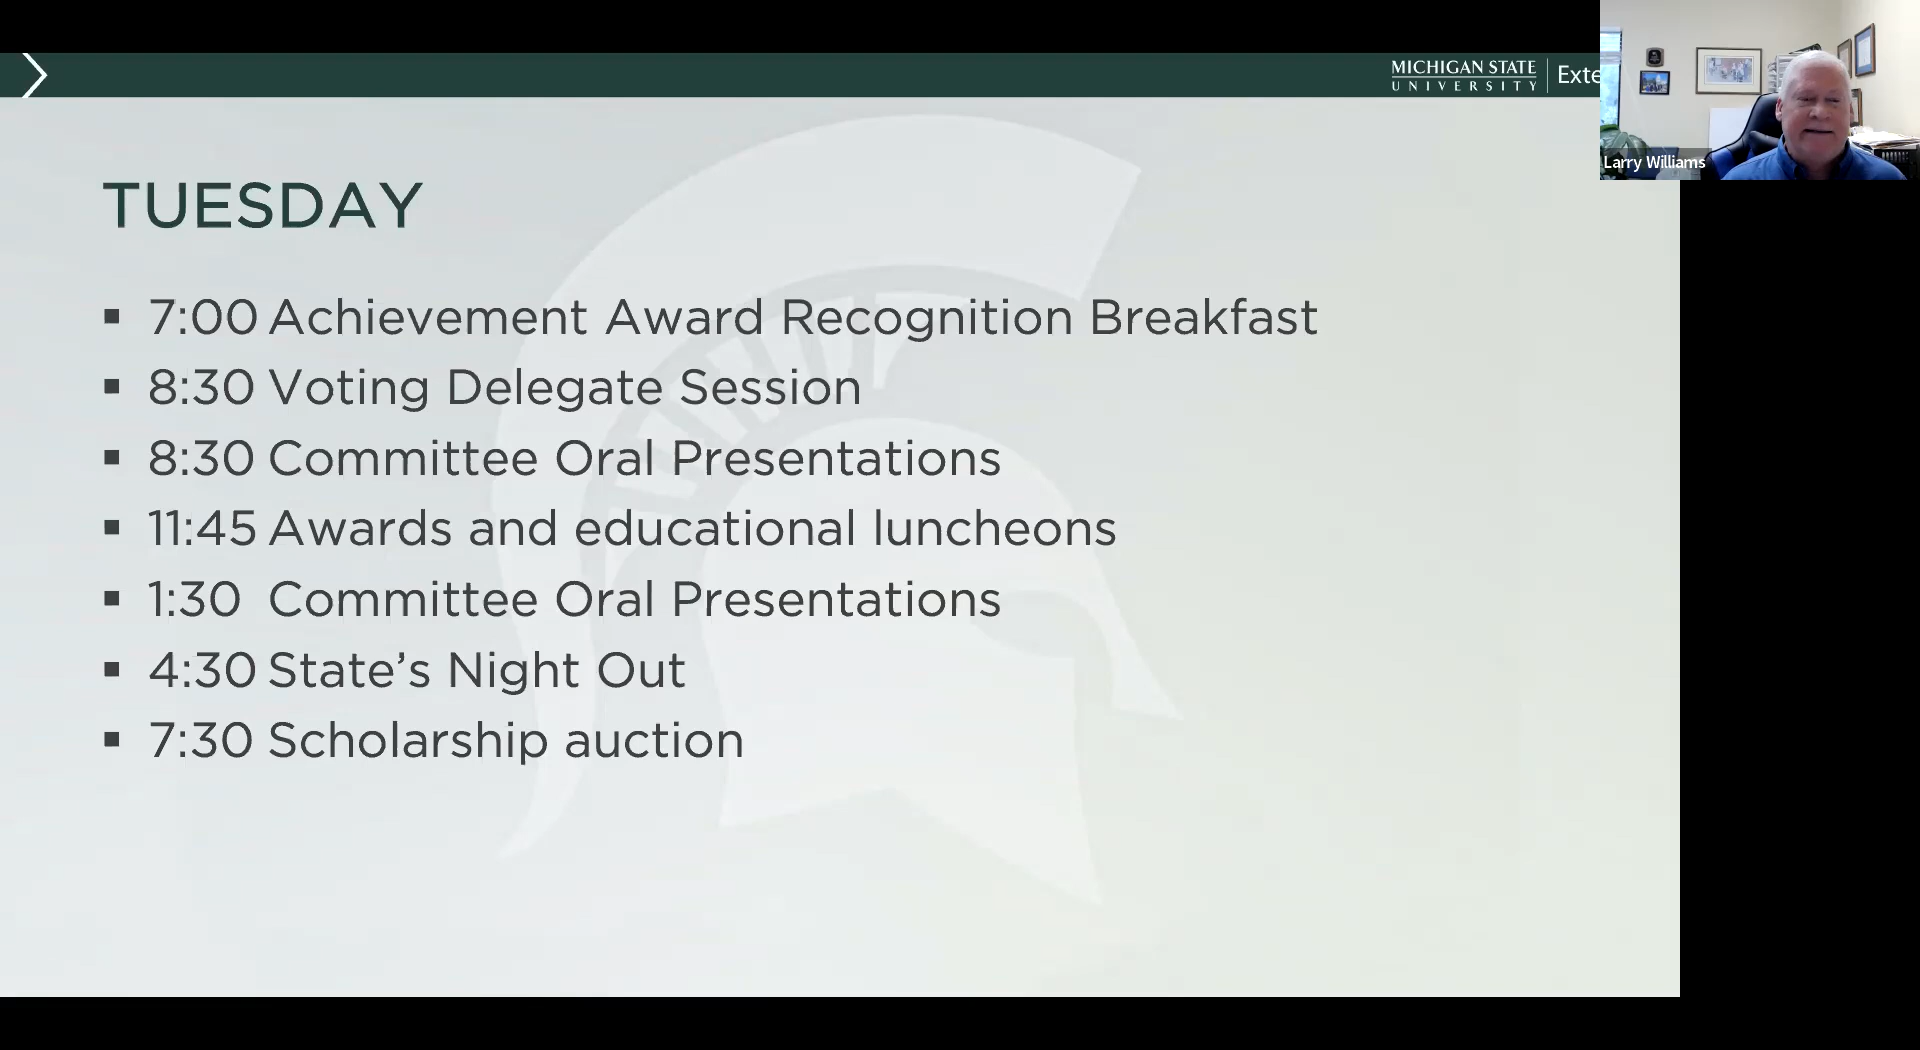 MICHIGAN STATE
UNIVERSITY
Exte
Larry Williams
TUESDAY
▪ 7:00 Achievement Award Recognition Breakfast
▪ 8:30 Voting Delegate Session
▪ 8:30 Committee Oral Presentations
▪ 11:45 Awards and educational luncheons
▪ 1:30 Committee Oral Presentations
▪ 4:30 State’s Night Out
▪ 7:30 Scholarship auction